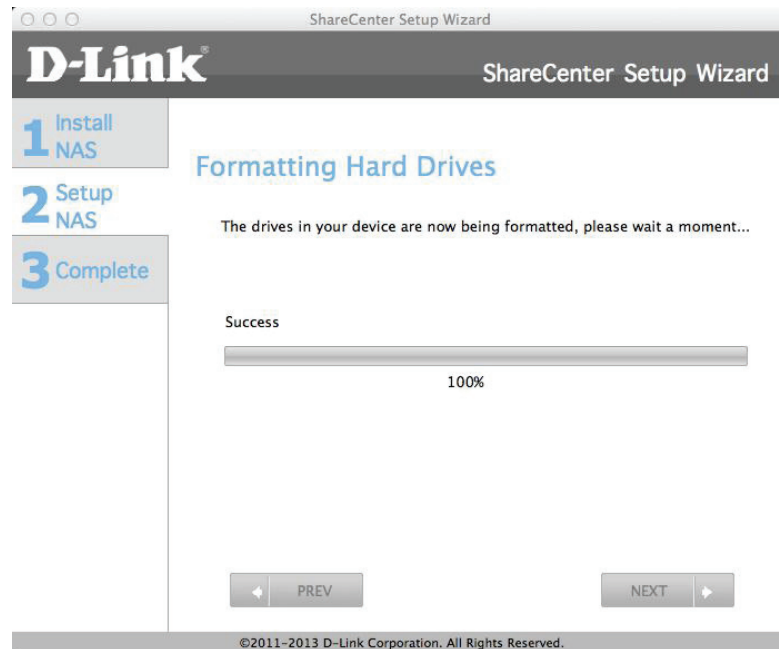 ShareCenter Setup Wizard
D-Link®
ShareCenter Setup Wizard
1 Install
NAS
2 Setup
NAS
3 Complete
Formatting Hard Drives
The drives in your device are now being formatted, please wait a moment...
Success
100%
PREV
NEXT
©2011-2013 D-Link Corporation. All Rights Reserved.